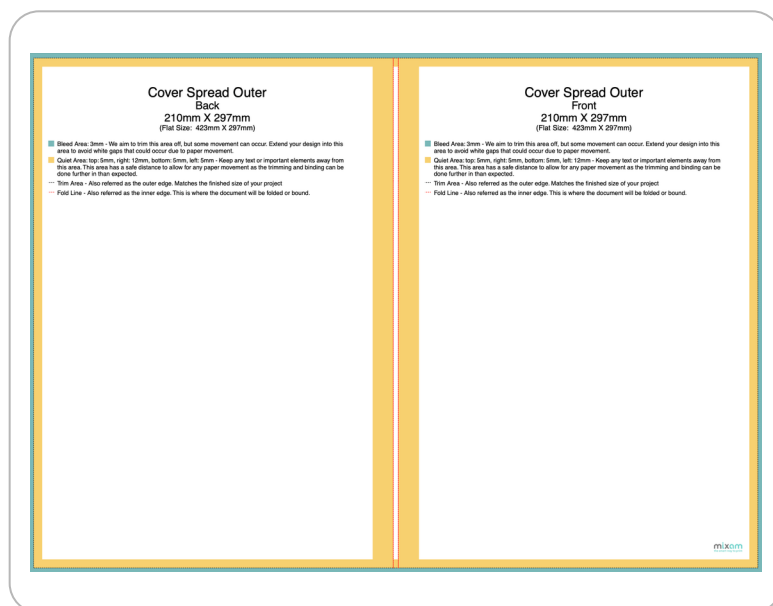 Cover Spread Outer
Back
210mm X 297mm
(Flat Size: 423mm X 297mm)
Bleed Area: 3mm - We aim to trim this area off, but some movement can occur. Extend your design into this
area to avoid white gaps that could occur due to paper movement.
Quiet Area: top: 5mm, right: 12mm, bottom: 5mm, left: 5mm - Keep any text or important elements away from
this area. This area has a safe distance to allow for any paper movement as the trimming and binding can be
done further in than expected.
Trim Area - Also referred as the outer edge. Matches the finished size of your project
Fold Line - Also referred as the inner edge. This is where the document will be folded or bound.
Cover Spread Outer
Front
210mm X 297mm
(Flat Size: 423mm X 297mm)
Bleed Area: 3mm - We aim to trim this area off, but some movement can occur. Extend your design into this
area to avoid white gaps that could occur due to paper movement.
Quiet Area: top: 5mm, right: 5mm, bottom: 5mm, left: 12mm - Keep any text or important elements away from
this area. This area has a safe distance to allow for any paper movement as the trimming and binding can be
done further in than expected.
Trim Area - Also referred as the outer edge. Matches the finished size of your project
Fold Line - Also referred as the inner edge. This is where the document will be folded or bound.
mixam